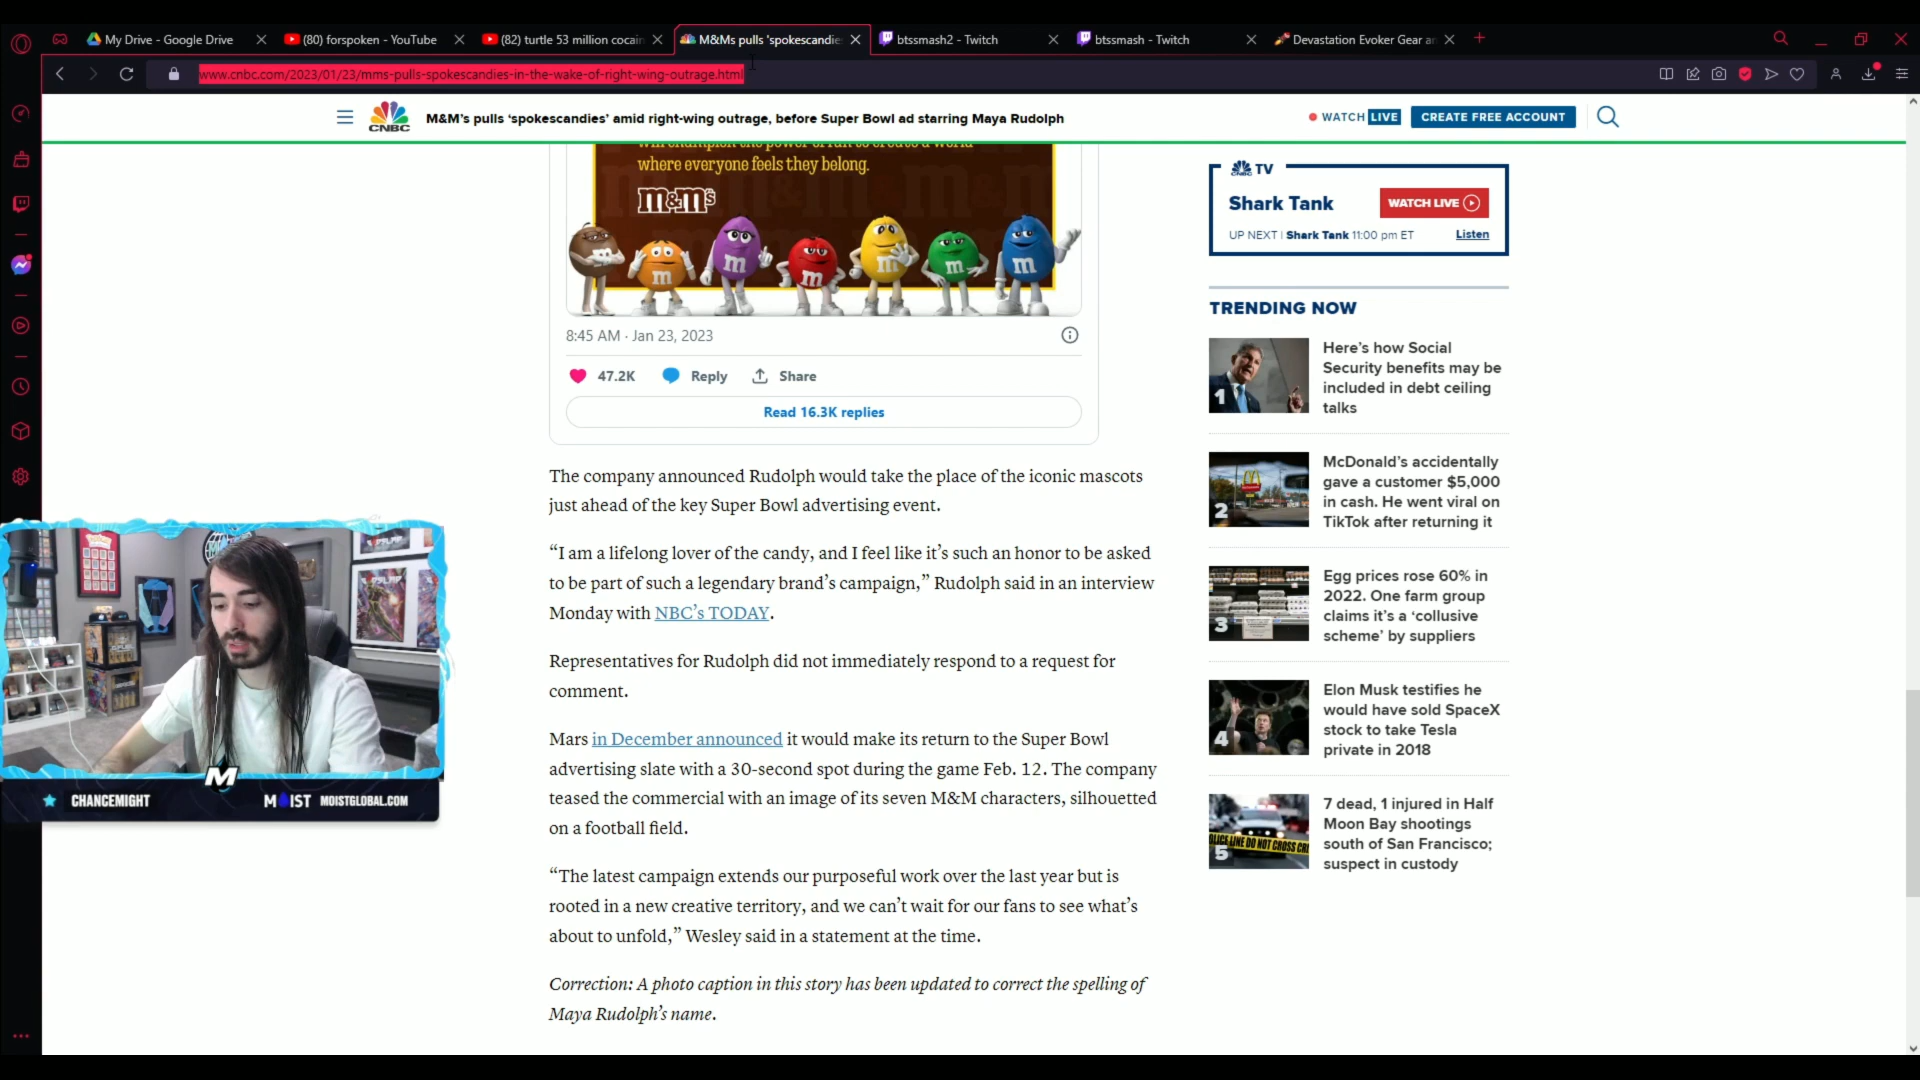 My Drive - Google Drive
(80) forspoken - YouTube
(82) turtle 53 million cocain
M&Ms pulls 'spokescandie
btssmash2 - Twitch
btssmash - Twitch
Devastation Evoker Gear an
www.cnbc.com/2023/01/23/mms-pulls-spokescandies-in-the-wake-of-right-wing-outrage.html
CNBC
M&M's pulls ‘spokescandies’ amid right-wing outrage, before Super Bowl ad starring Maya Rudolph
WATCH LIVE
CREATE FREE ACCOUNT
where everyone feels they belong.
m&m's
m
m
m
m
m
m
8:45 AM · Jan 23, 2023
47.2K
Reply
Share
Read 16.3K replies
The company announced Rudolph would take the place of the iconic mascots
just ahead of the key Super Bowl advertising event.
“I am a lifelong lover of the candy, and I feel like it’s such an honor to be asked
to be part of such a legendary brand’s campaign,” Rudolph said in an interview
Monday with NBC’s TODAY.
Representatives for Rudolph did not immediately respond to a request for
comment.
Mars in December announced it would make its return to the Super Bowl
advertising slate with a 30-second spot during the game Feb. 12. The company
teased the commercial with an image of its seven M&M characters, silhouetted
on a football field.
“The latest campaign extends our purposeful work over the last year but is
rooted in a new creative territory, and we can’t wait for our fans to see what’s
about to unfold,” Wesley said in a statement at the time.
Correction: A photo caption in this story has been updated to correct the spelling of
Maya Rudolph’s name.
CNBC TV
Shark Tank
WATCH LIVE
UP NEXT | Shark Tank 11:00 pm ET
Listen
TRENDING NOW
1
Here’s how Social
Security benefits may be
included in debt ceiling
talks
2
McDonald’s accidentally
gave a customer $5,000
in cash. He went viral on
TikTok after returning it
3
Egg prices rose 60% in
2022. One farm group
claims it’s a ‘collusive
scheme’ by suppliers
4
Elon Musk testifies he
would have sold SpaceX
stock to take Tesla
private in 2018
5
POLICE LINE DO NOT CROSS
7 dead, 1 injured in Half
Moon Bay shootings
south of San Francisco;
suspect in custody
M
CHANCEMIGHT
MOIST
MOISTGLOBAL.COM